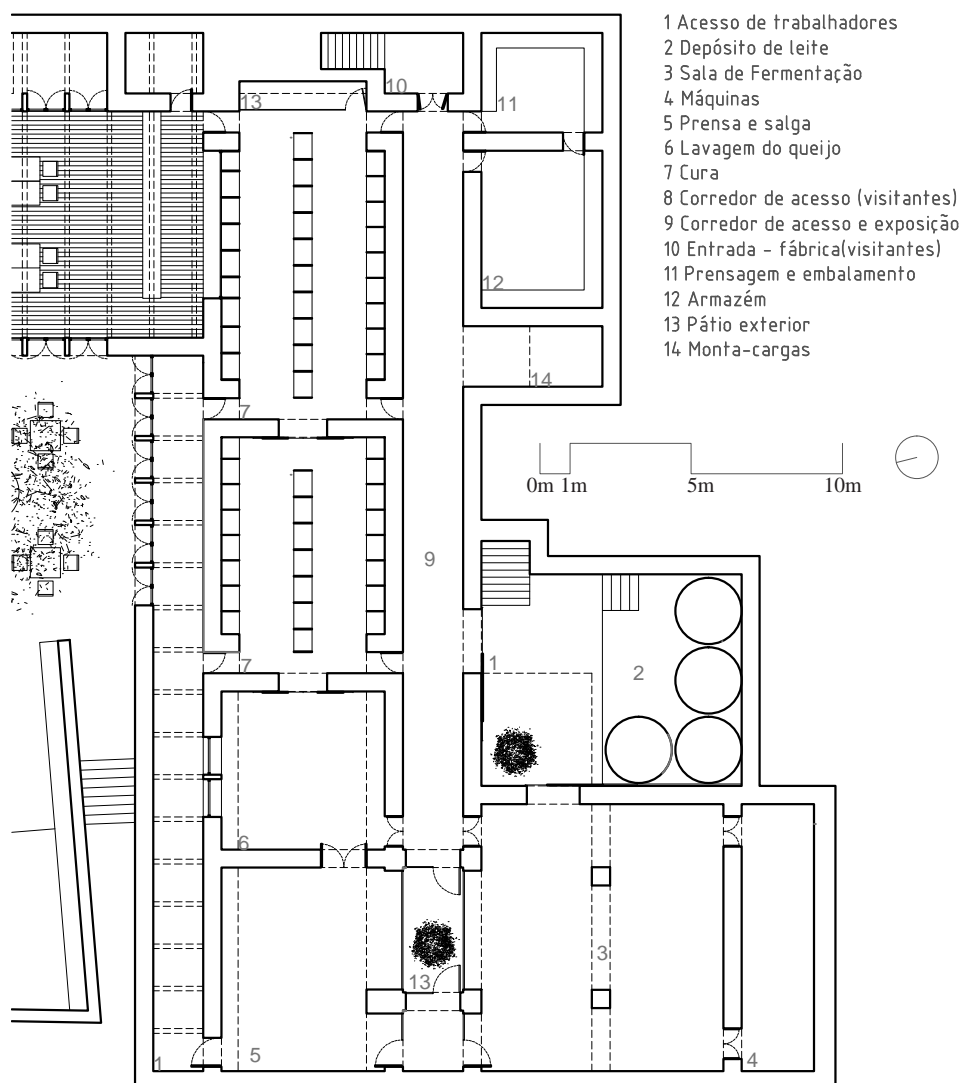 1 Acesso de trabalhadores
2 Depósito de leite
3 Sala de Fermentação
4 Máquinas
5 Prensa e salga
6 Lavagem do queijo
7 Cura
8 Corredor de acesso (visitantes)
9 Corredor de acesso e exposição
10 Entrada - fábrica(visitantes)
11 Prensagem e embalamento
12 Armazém
13 Pátio exterior
14 Monta-cargas
10
13
11
12
14
7
0m 1m 5m 10m
9
7
1
2
6
3
13
1
5
4